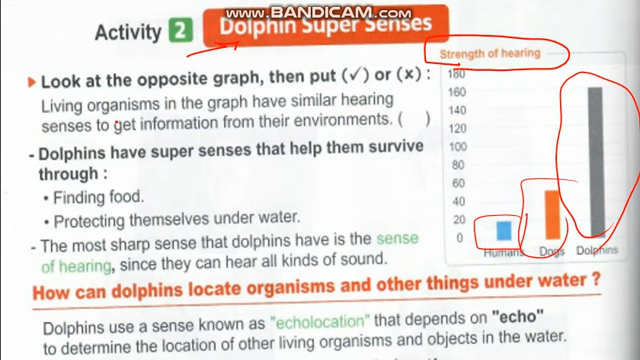 WWW.BANDICAM.COM
Activity 2 Dolphin Super Senses
Strength of hearing
▶ Look at the opposite graph, then put (✓) or (x) :
Living organisms in the graph have similar hearing
senses to get information from their environments. ( )
- Dolphins have super senses that help them survive
through :
• Finding food.
• Protecting themselves under water.
- The most sharp sense that dolphins have is the sense
of hearing, since they can hear all kinds of sound.
180
160
140
120
100
80
60
40
20
0
Humans Dogs Dolphins
How can dolphins locate organisms and other things under water ?
Dolphins use a sense known as "echolocation" that depends on "echo"
to determine the location of other living organisms and objects in the water.